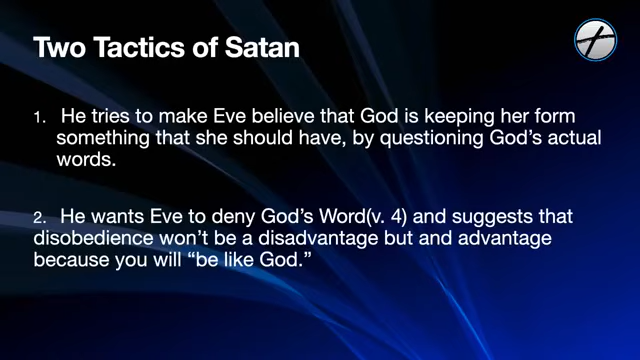 Two Tactics of Satan
1. He tries to make Eve believe that God is keeping her form
something that she should have, by questioning God's actual
words.
2. He wants Eve to deny God's Word(v. 4) and suggests that
disobedience won't be a disadvantage but and advantage
because you will “be like God.”